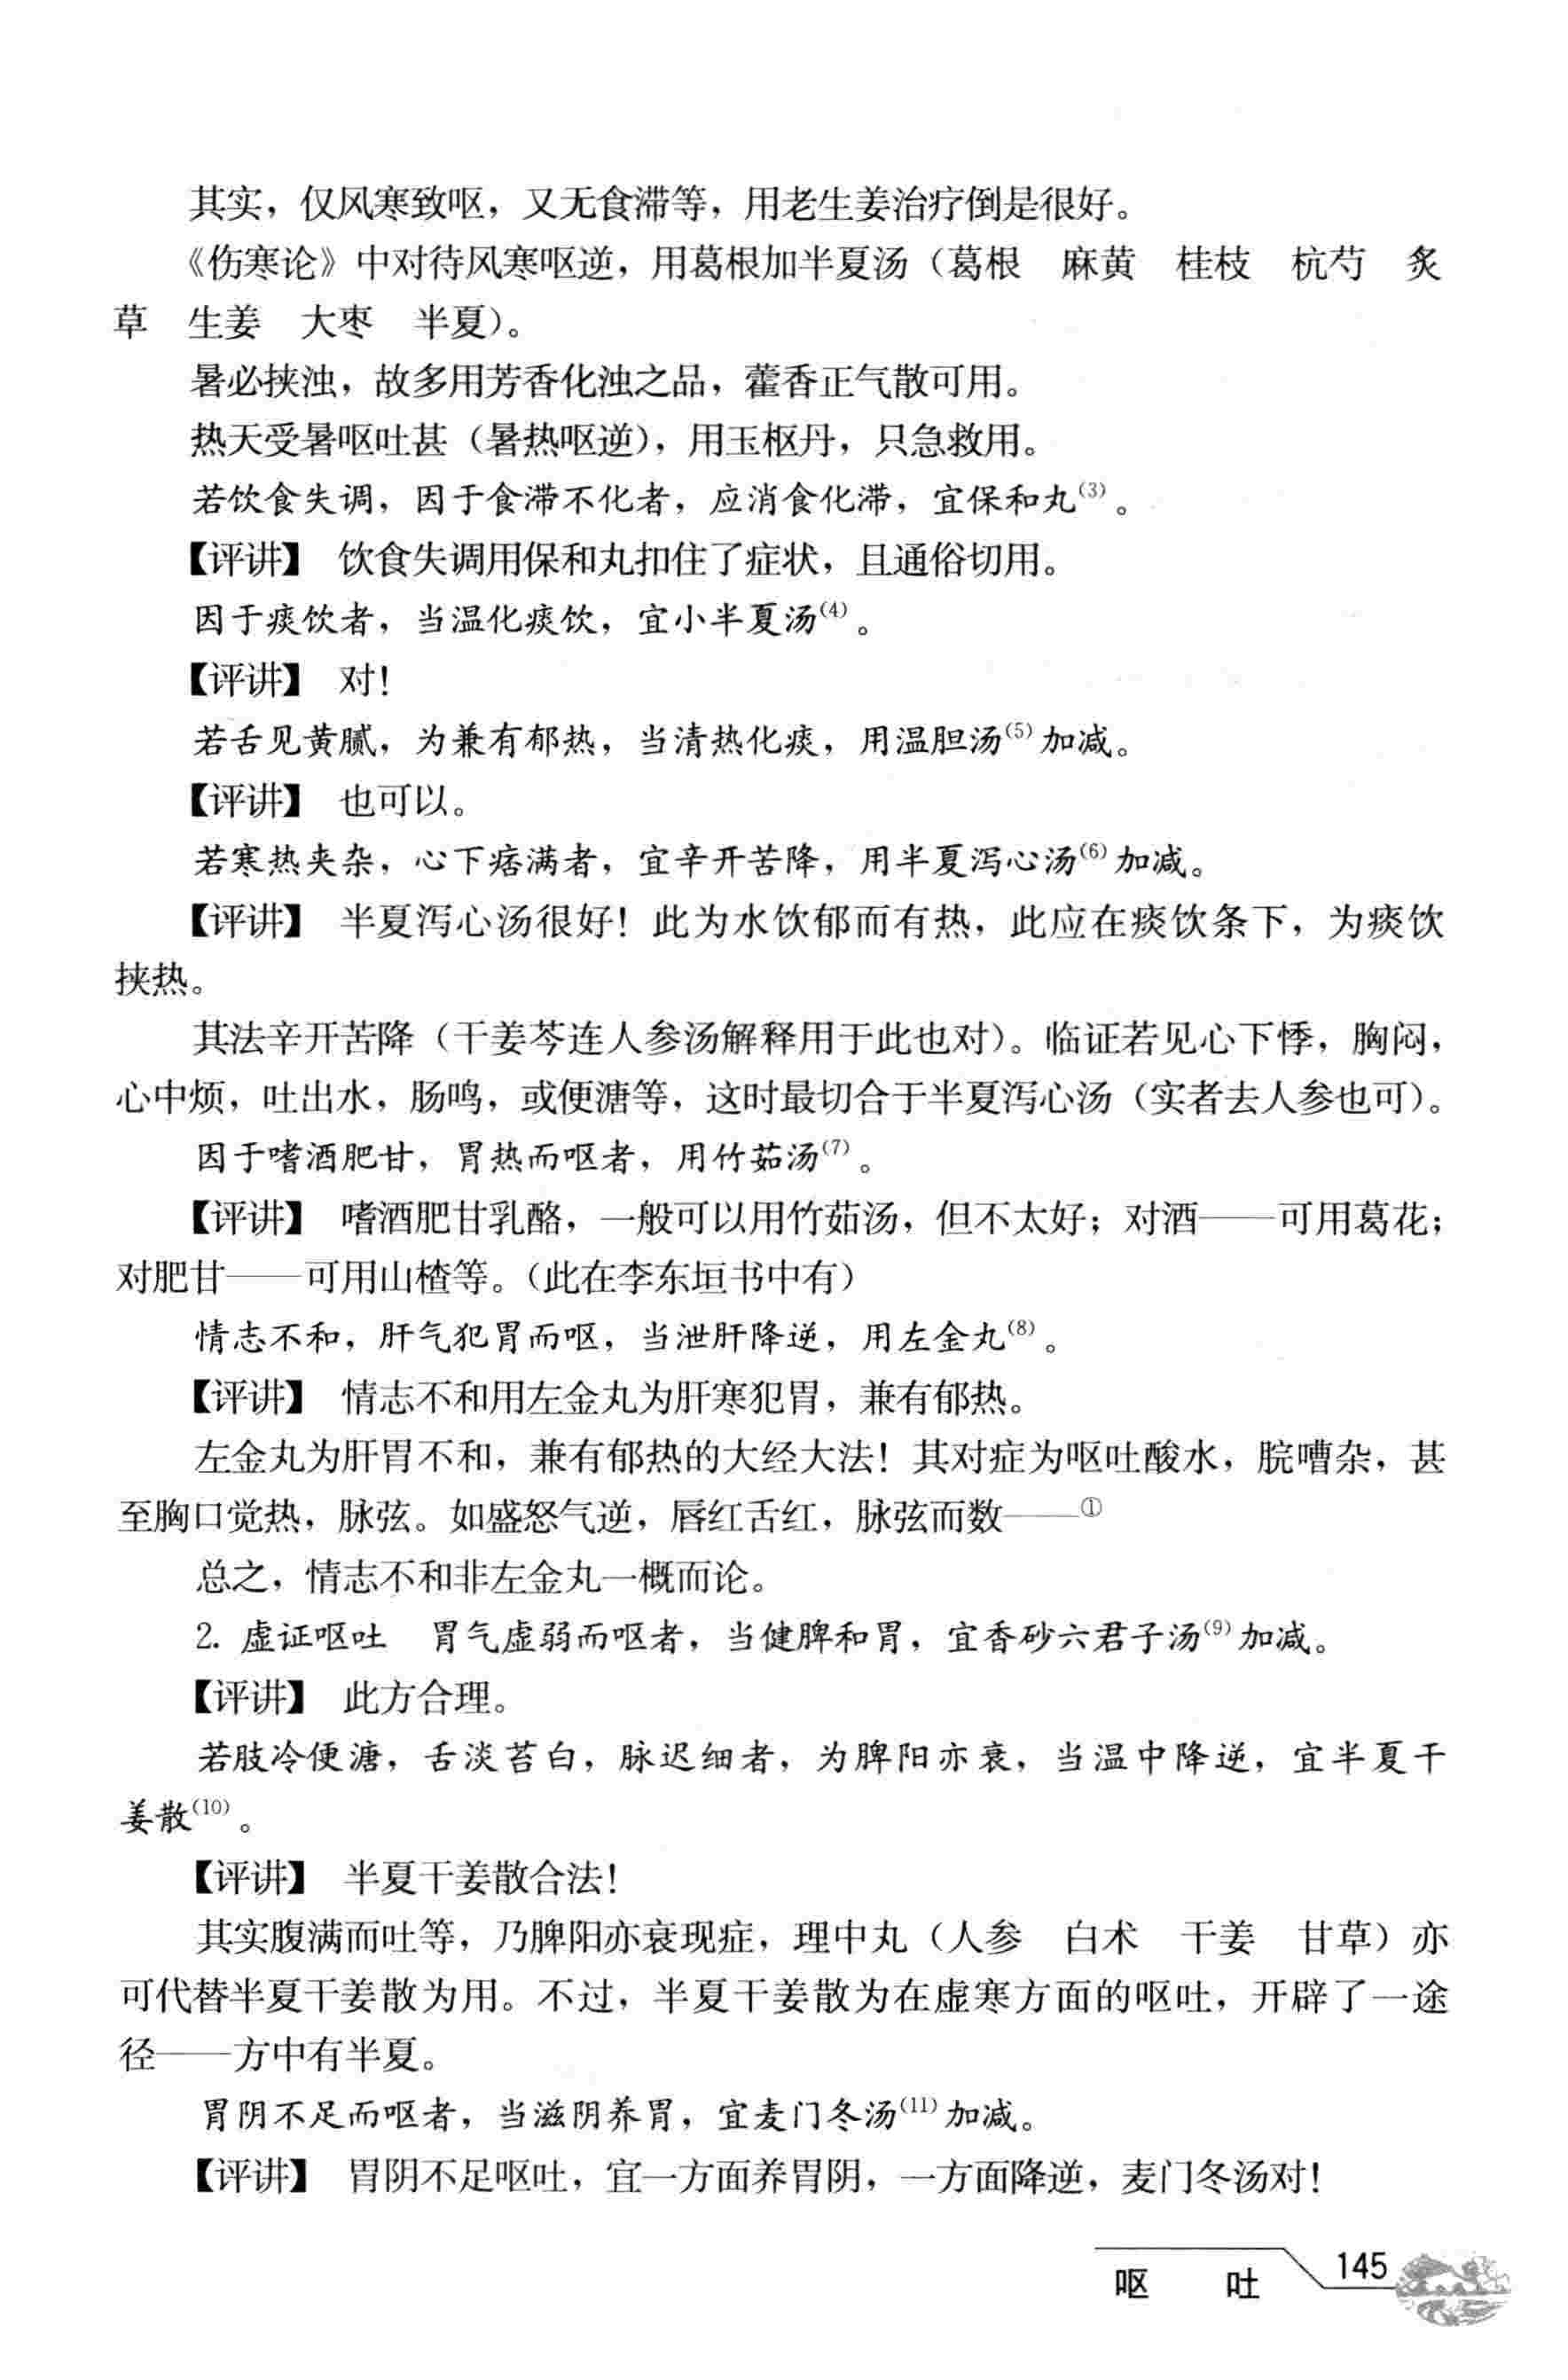 其实，仅风寒致呕，又无食滞等，用老生姜治疗倒是很好。
《伤寒论》中对待风寒呕逆，用葛根加半夏汤（葛根　麻黄　桂枝　杭芍　炙
草　生姜　大枣　半夏）。
暑必挟浊，故多用芳香化浊之品，藿香正气散可用。
热天受暑呕吐甚（暑热呕逆），用玉枢丹，只急救用。
若饮食失调，因于食滞不化者，应消食化滞，宜保和丸⁽³⁾。
【评讲】　饮食失调用保和丸扣住了症状，且通俗切用。
因于痰饮者，当温化痰饮，宜小半夏汤⁽⁴⁾。
【评讲】　对！
若舌见黄腻，为兼有郁热，当清热化痰，用温胆汤⁽⁵⁾加减。
【评讲】　也可以。
若寒热夹杂，心下痞满者，宜辛开苦降，用半夏泻心汤⁽⁶⁾加减。
【评讲】　半夏泻心汤很好！此为水饮郁而有热，此应在痰饮条下，为痰饮
挟热。
其法辛开苦降（干姜芩连人参汤解释用于此也对）。临证若见心下悸，胸闷，
心中烦，吐出水，肠鸣，或便溏等，这时最切合于半夏泻心汤（实者去人参也可）。
因于嗜酒肥甘，胃热而呕者，用竹茹汤⁽⁷⁾。
【评讲】　嗜酒肥甘乳酪，一般可以用竹茹汤，但不太好；对酒——可用葛花；
对肥甘——可用山楂等。（此在李东垣书中有）
情志不和，肝气犯胃而呕，当泄肝降逆，用左金丸⁽⁸⁾。
【评讲】　情志不和用左金丸为肝寒犯胃，兼有郁热。
左金丸为肝胃不和，兼有郁热的大经大法！其对症为呕吐酸水，脘嘈杂，甚
至胸口觉热，脉弦。如盛怒气逆，唇红舌红，脉弦而数——①
总之，情志不和非左金丸一概而论。
2. 虚证呕吐　胃气虚弱而呕者，当健脾和胃，宜香砂六君子汤⁽⁹⁾加减。
【评讲】　此方合理。
若肢冷便溏，舌淡苔白，脉迟细者，为脾阳亦衰，当温中降逆，宜半夏干
姜散⁽¹⁰⁾。
【评讲】　半夏干姜散合法！
其实腹满而吐等，乃脾阳亦衰现症，理中丸（人参　白术　干姜　甘草）亦
可代替半夏干姜散为用。不过，半夏干姜散为在虚寒方面的呕吐，开辟了一途
径——方中有半夏。
胃阴不足而呕者，当滋阴养胃，宜麦门冬汤⁽¹¹⁾加减。
【评讲】　胃阴不足呕吐，宜一方面养胃阴，一方面降逆，麦门冬汤对！
呕　吐　145